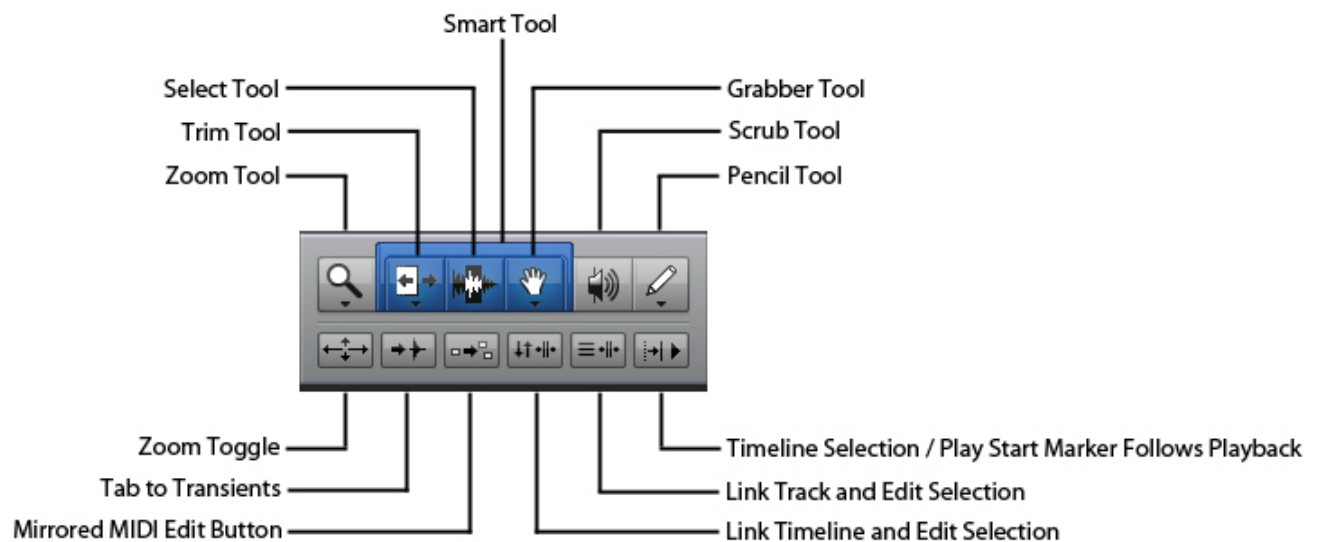 Smart Tool
Select Tool
Grabber Tool
Trim Tool
Scrub Tool
Zoom Tool
Pencil Tool
Zoom Toggle
Timeline Selection / Play Start Marker Follows Playback
Tab to Transients
Link Track and Edit Selection
Mirrored MIDI Edit Button
Link Timeline and Edit Selection